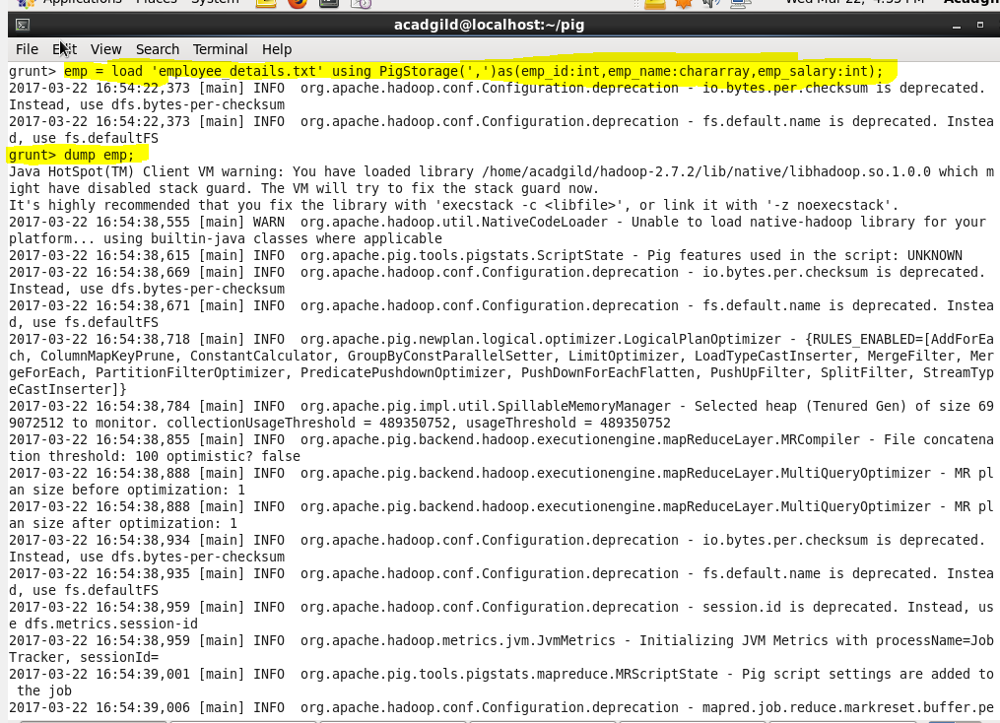 Applications Places System
Wed Mar 22, 4:55 PM Acadgild
acadgild@localhost:~/pig
File Edit View Search Terminal Help
grunt> emp = load 'employee_details.txt' using PigStorage(',')as(emp_id:int,emp_name:chararray,emp_salary:int);
2017-03-22 16:54:22,373 [main] INFO  org.apache.hadoop.conf.Configuration.deprecation - io.bytes.per.checksum is deprecated.
Instead, use dfs.bytes-per-checksum
2017-03-22 16:54:22,373 [main] INFO  org.apache.hadoop.conf.Configuration.deprecation - fs.default.name is deprecated. Instea
d, use fs.defaultFS
grunt> dump emp;
Java HotSpot(TM) Client VM warning: You have loaded library /home/acadgild/hadoop-2.7.2/lib/native/libhadoop.so.1.0.0 which m
ight have disabled stack guard. The VM will try to fix the stack guard now.
It's highly recommended that you fix the library with 'execstack -c <libfile>', or link it with '-z noexecstack'.
2017-03-22 16:54:38,555 [main] WARN  org.apache.hadoop.util.NativeCodeLoader - Unable to load native-hadoop library for your
platform... using builtin-java classes where applicable
2017-03-22 16:54:38,615 [main] INFO  org.apache.pig.tools.pigstats.ScriptState - Pig features used in the script: UNKNOWN
2017-03-22 16:54:38,669 [main] INFO  org.apache.hadoop.conf.Configuration.deprecation - io.bytes.per.checksum is deprecated.
Instead, use dfs.bytes-per-checksum
2017-03-22 16:54:38,671 [main] INFO  org.apache.hadoop.conf.Configuration.deprecation - fs.default.name is deprecated. Instea
d, use fs.defaultFS
2017-03-22 16:54:38,718 [main] INFO  org.apache.pig.newplan.logical.optimizer.LogicalPlanOptimizer - {RULES_ENABLED=[AddForEa
ch, ColumnMapKeyPrune, ConstantCalculator, GroupByConstParallelSetter, LimitOptimizer, LoadTypeCastInserter, MergeFilter, Mer
geForEach, PartitionFilterOptimizer, PredicatePushdownOptimizer, PushDownForEachFlatten, PushUpFilter, SplitFilter, StreamTyp
eCastInserter]}
2017-03-22 16:54:38,784 [main] INFO  org.apache.pig.impl.util.SpillableMemoryManager - Selected heap (Tenured Gen) of size 69
9072512 to monitor. collectionUsageThreshold = 489350752, usageThreshold = 489350752
2017-03-22 16:54:38,855 [main] INFO  org.apache.pig.backend.hadoop.executionengine.mapReduceLayer.MRCompiler - File concatena
tion threshold: 100 optimistic? false
2017-03-22 16:54:38,888 [main] INFO  org.apache.pig.backend.hadoop.executionengine.mapReduceLayer.MultiQueryOptimizer - MR pl
an size before optimization: 1
2017-03-22 16:54:38,888 [main] INFO  org.apache.pig.backend.hadoop.executionengine.mapReduceLayer.MultiQueryOptimizer - MR pl
an size after optimization: 1
2017-03-22 16:54:38,934 [main] INFO  org.apache.hadoop.conf.Configuration.deprecation - io.bytes.per.checksum is deprecated.
Instead, use dfs.bytes-per-checksum
2017-03-22 16:54:38,935 [main] INFO  org.apache.hadoop.conf.Configuration.deprecation - fs.default.name is deprecated. Instea
d, use fs.defaultFS
2017-03-22 16:54:38,959 [main] INFO  org.apache.hadoop.conf.Configuration.deprecation - session.id is deprecated. Instead, us
e dfs.metrics.session-id
2017-03-22 16:54:38,959 [main] INFO  org.apache.hadoop.metrics.jvm.JvmMetrics - Initializing JVM Metrics with processName=Job
Tracker, sessionId=
2017-03-22 16:54:39,001 [main] INFO  org.apache.pig.tools.pigstats.mapreduce.MRScriptState - Pig script settings are added to
 the job
2017-03-22 16:54:39,006 [main] INFO  org.apache.hadoop.conf.Configuration.deprecation - mapred.job.reduce.markreset.buffer.pe